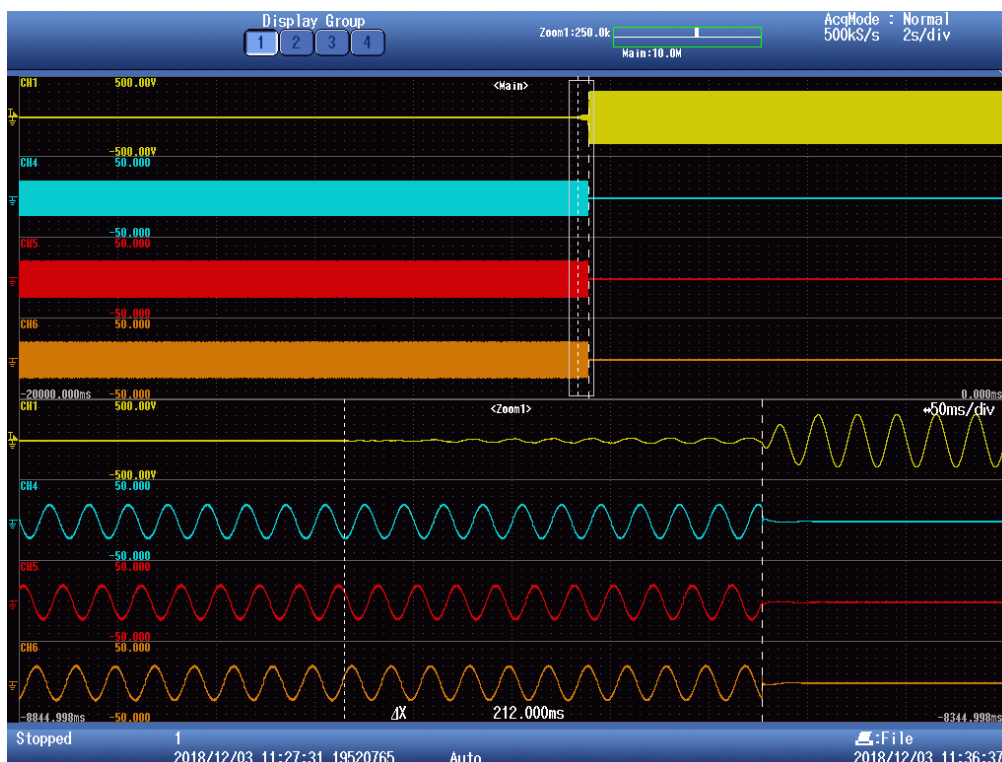 Display Group
1 2 3 4
Zoom1:250.0k
Main:10.0M
AcqMode : Normal
500kS/s 2s/div
CH1 500.00V <Main>
-500.00V
CH4 50.000
-50.000
CH5 50.000
-50.000
CH6 50.000
-20000.000ms -50.000 0.000ms
CH1 500.00V <Zoom1> ↔50ms/div
-500.00V
CH4 50.000
-50.000
CH5 50.000
-50.000
CH6 50.000
ΔX 212.000ms
-8844.998ms -50.000 -8344.998ms
Stopped 1 :File
2018/12/03 11:27:31.19520765 Auto 2018/12/03 11:36:37